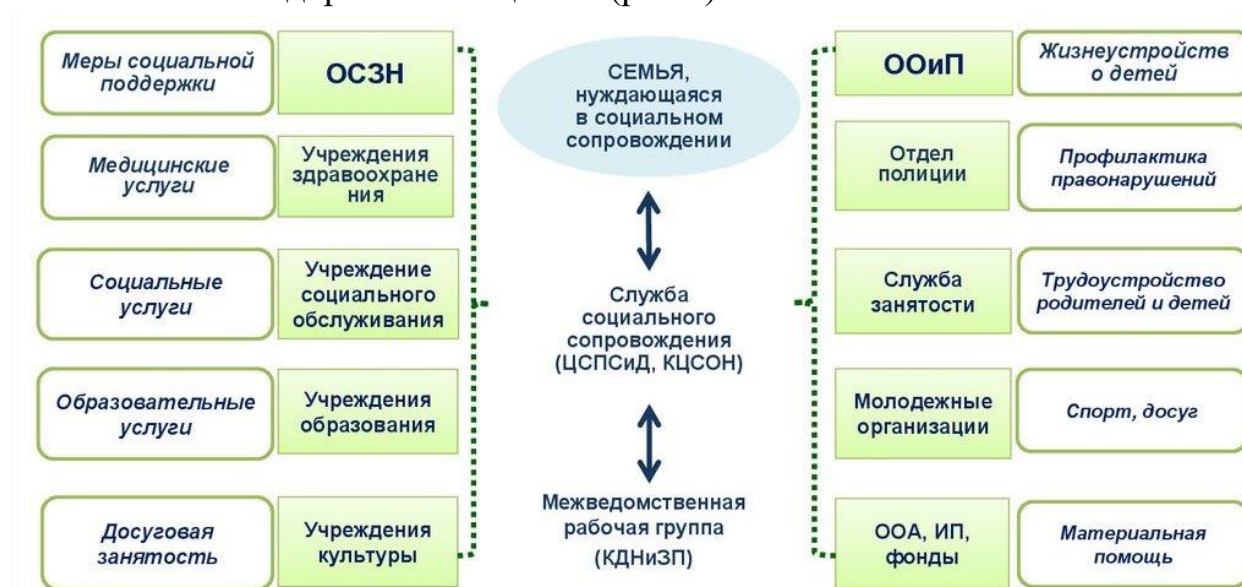 Меры социальной
поддержки
ОСЗН
СЕМЬЯ,
нуждающаяся
в социальном
сопровождении
ООиП
Жизнеустройств
о детей
Медицинские
услуги
Учреждения
здравоохране
ния
Отдел
полиции
Профилактика
правонарушений
Социальные
услуги
Учреждение
социального
обслуживания
Служба
социального
сопровождения
(ЦСПСиД, КЦСОН)
Служба
занятости
Трудоустройство
родителей и детей
Образовательные
услуги
Учреждения
образования
Молодежные
организации
Спорт, досуг
Досуговая
занятость
Учреждения
культуры
Межведомственная
рабочая группа
(КДНиЗП)
ООА, ИП,
фонды
Материальная
помощь